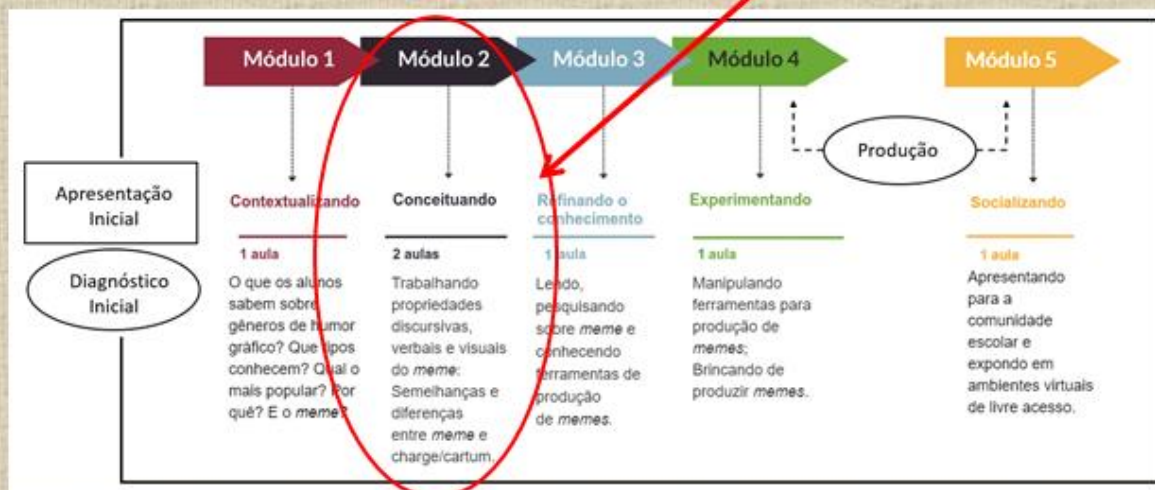 Módulo 1
Módulo 2
Módulo 3
Módulo 4
Módulo 5
Produção
Apresentação
Inicial
Diagnóstico
Inicial
Contextualizando
1 aula
O que os alunos
sabem sobre
gêneros de humor
gráfico? Que tipos
conhecem? Qual o
mais popular? Por
quê? E o meme?
Conceituando
2 aulas
Trabalhando
propriedades
discursivas,
verbais e visuais
do meme:
Semelhanças e
diferenças
entre meme e
charge/cartum.
Refinando o
conhecimento
1 aula
Lendo,
pesquisando
sobre meme e
conhecendo
ferramentas de
produção
de memes.
Experimentando
1 aula
Manipulando
ferramentas para
produção de
memes;
Brincando de
produzir memes.
Socializando
1 aula
Apresentando
para a
comunidade
escolar e
expondo em
ambientes virtuais
de livre acesso.